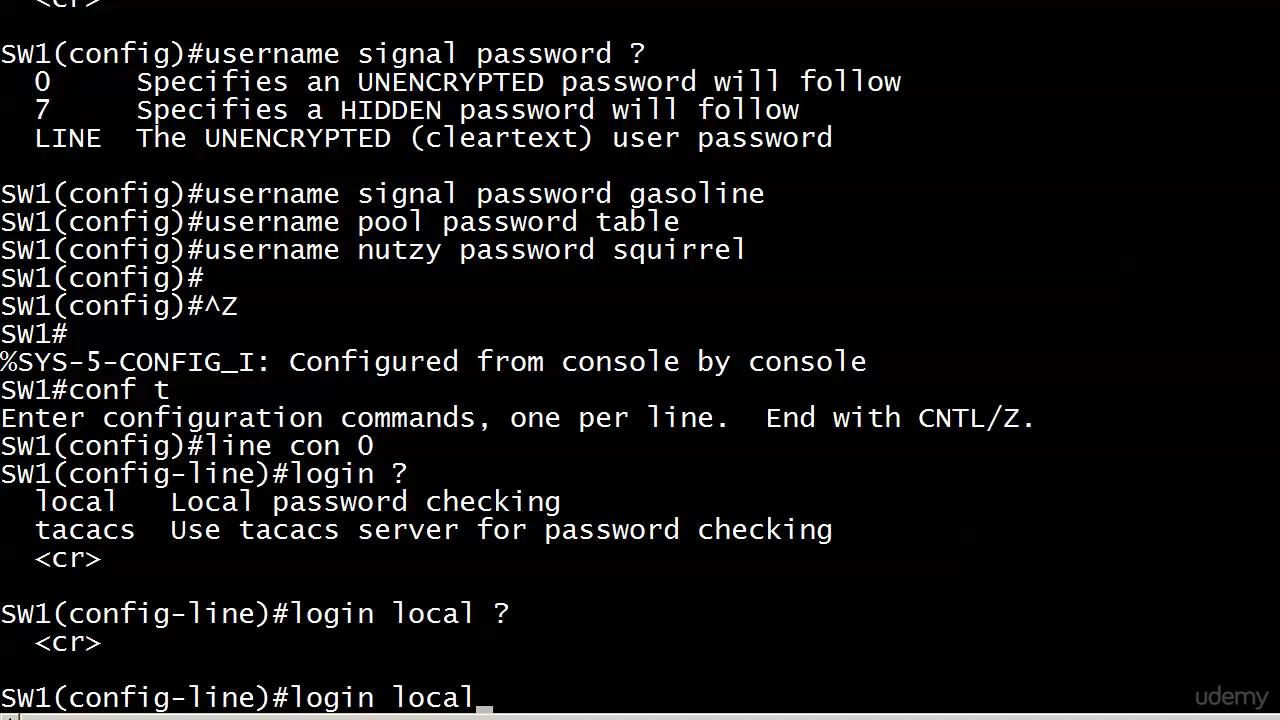 <cr>
SW1(config)#username signal password ?
  0     Specifies an UNENCRYPTED password will follow
  7     Specifies a HIDDEN password will follow
  LINE  The UNENCRYPTED (cleartext) user password
SW1(config)#username signal password gasoline
SW1(config)#username pool password table
SW1(config)#username nutzy password squirrel
SW1(config)#
SW1(config)#^Z
SW1#
%SYS-5-CONFIG_I: Configured from console by console
SW1#conf t
Enter configuration commands, one per line.  End with CNTL/Z.
SW1(config)#line con 0
SW1(config-line)#login ?
  local   Local password checking
  tacacs  Use tacacs server for password checking
  <cr>
SW1(config-line)#login local ?
  <cr>
SW1(config-line)#login local
udemy